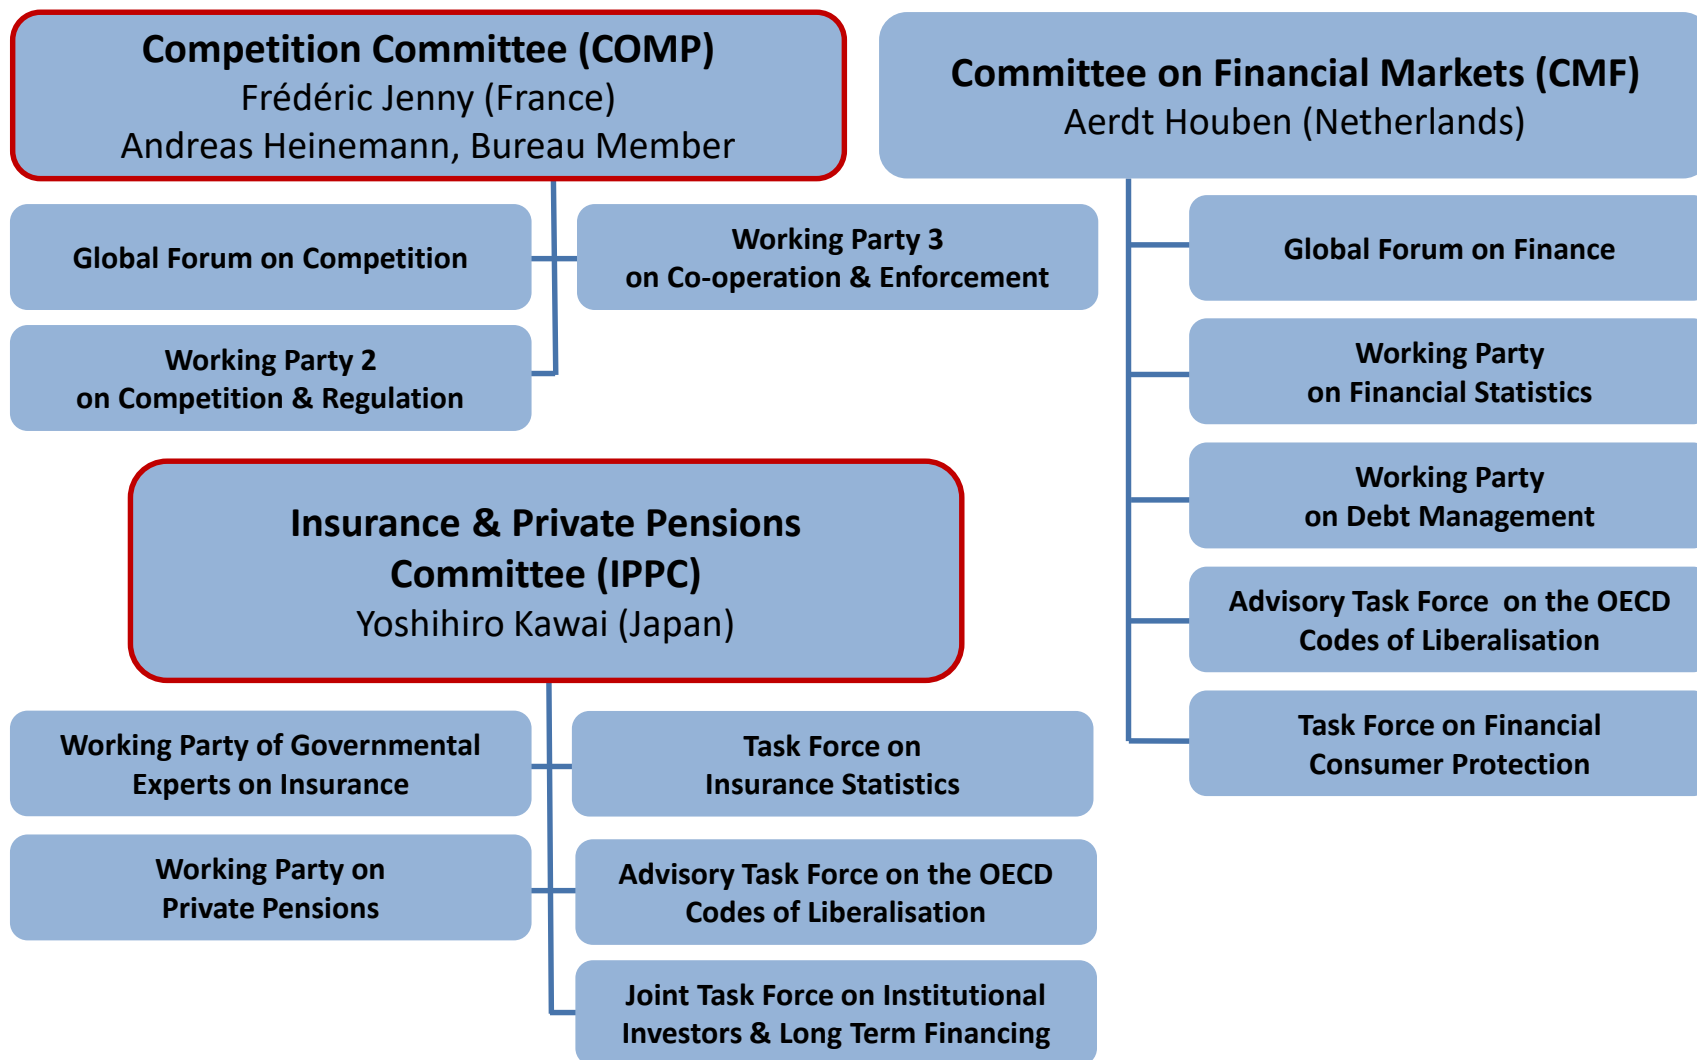 Competition Committee (COMP)
Frédéric Jenny (France)
Andreas Heinemann, Bureau Member
Global Forum on Competition
Working Party 3
on Co-operation & Enforcement
Working Party 2
on Competition & Regulation
Committee on Financial Markets (CMF)
Aerdt Houben (Netherlands)
Global Forum on Finance
Working Party
on Financial Statistics
Working Party
on Debt Management
Advisory Task Force on the OECD
Codes of Liberalisation
Task Force on Financial
Consumer Protection
Insurance & Private Pensions
Committee (IPPC)
Yoshihiro Kawai (Japan)
Working Party of Governmental
Experts on Insurance
Task Force on
Insurance Statistics
Working Party on
Private Pensions
Advisory Task Force on the OECD
Codes of Liberalisation
Joint Task Force on Institutional
Investors & Long Term Financing